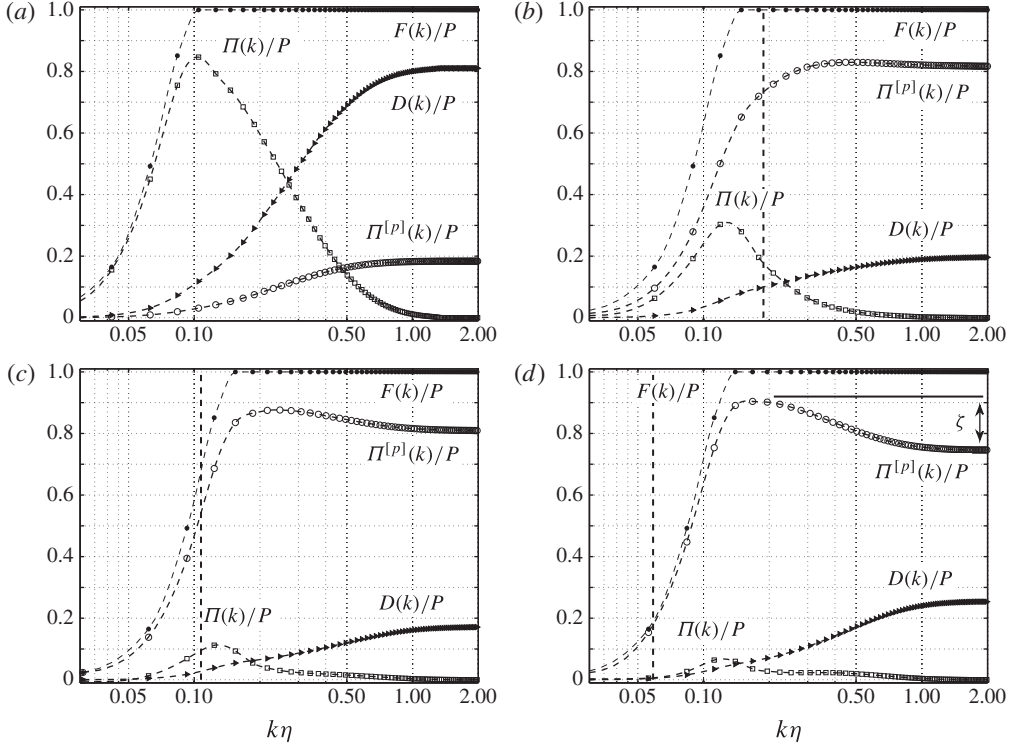 (a)
1.0
0.8
0.6
0.4
0.2
0
F(k)/P
Π(k)/P
D(k)/P
Π^[p](k)/P
0.05 0.10 0.50 1.00 2.00
(b)
1.0
0.8
0.6
0.4
0.2
0
F(k)/P
Π^[p](k)/P
Π(k)/P
D(k)/P
0.05 0.10 0.50 1.00 2.00
(c)
1.0
0.8
0.6
0.4
0.2
0
F(k)/P
Π^[p](k)/P
D(k)/P
Π(k)/P
0.05 0.10 0.50 1.00 2.00
kη
(d)
1.0
0.8
0.6
0.4
0.2
0
F(k)/P
ζ
Π^[p](k)/P
D(k)/P
Π(k)/P
0.05 0.10 0.50 1.00 2.00
kη